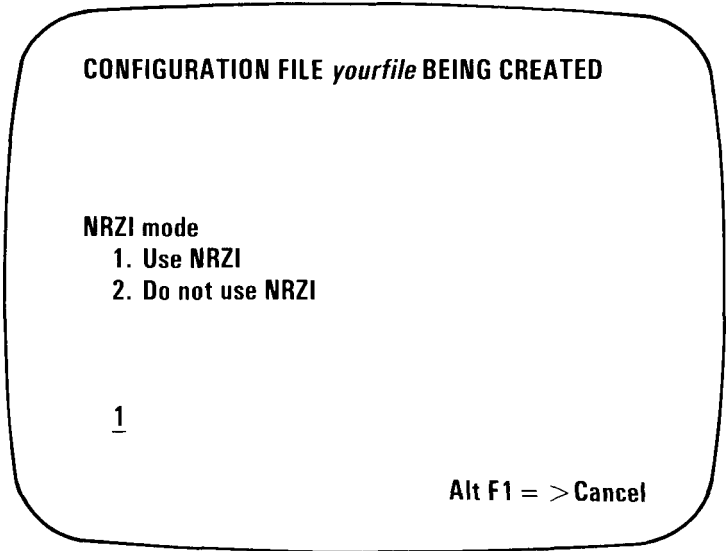 CONFIGURATION FILE yourfile BEING CREATED
NRZI mode
1. Use NRZI
2. Do not use NRZI
1
Alt F1 = > Cancel